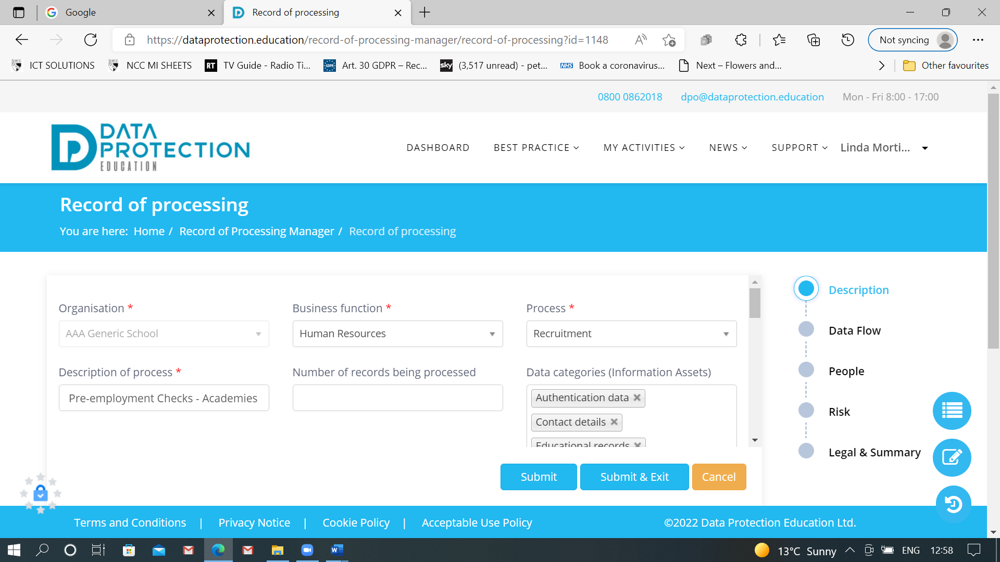 Google
Record of processing
https://dataprotection.education/record-of-processing-manager/record-of-processing?id=1148
Not syncing
ICT SOLUTIONS
NCC MI SHEETS
RT
TV Guide - Radio Ti...
GDPR
Art. 30 GDPR – Rec...
sky
(3,517 unread) - pet...
NHS
Book a coronavirus...
Next – Flowers and...
Other favourites
0800 0862018
dpo@dataprotection.education
Mon - Fri 8:00 - 17:00
DATA
PROTECTION
EDUCATION
DASHBOARD
BEST PRACTICE
MY ACTIVITIES
NEWS
SUPPORT
Linda Morti...
Record of processing
You are here: Home / Record of Processing Manager / Record of processing
Organisation *
Business function *
Process *
AAA Generic School
Human Resources
Recruitment
Description of process *
Number of records being processed
Data categories (Information Assets)
Pre-employment Checks - Academies
Authentication data
Contact details
Educational records
Description
Data Flow
People
Risk
Legal & Summary
Submit
Submit & Exit
Cancel
Terms and Conditions | Privacy Notice | Cookie Policy | Acceptable Use Policy
©2022 Data Protection Education Ltd.
13°C Sunny
ENG
12:58